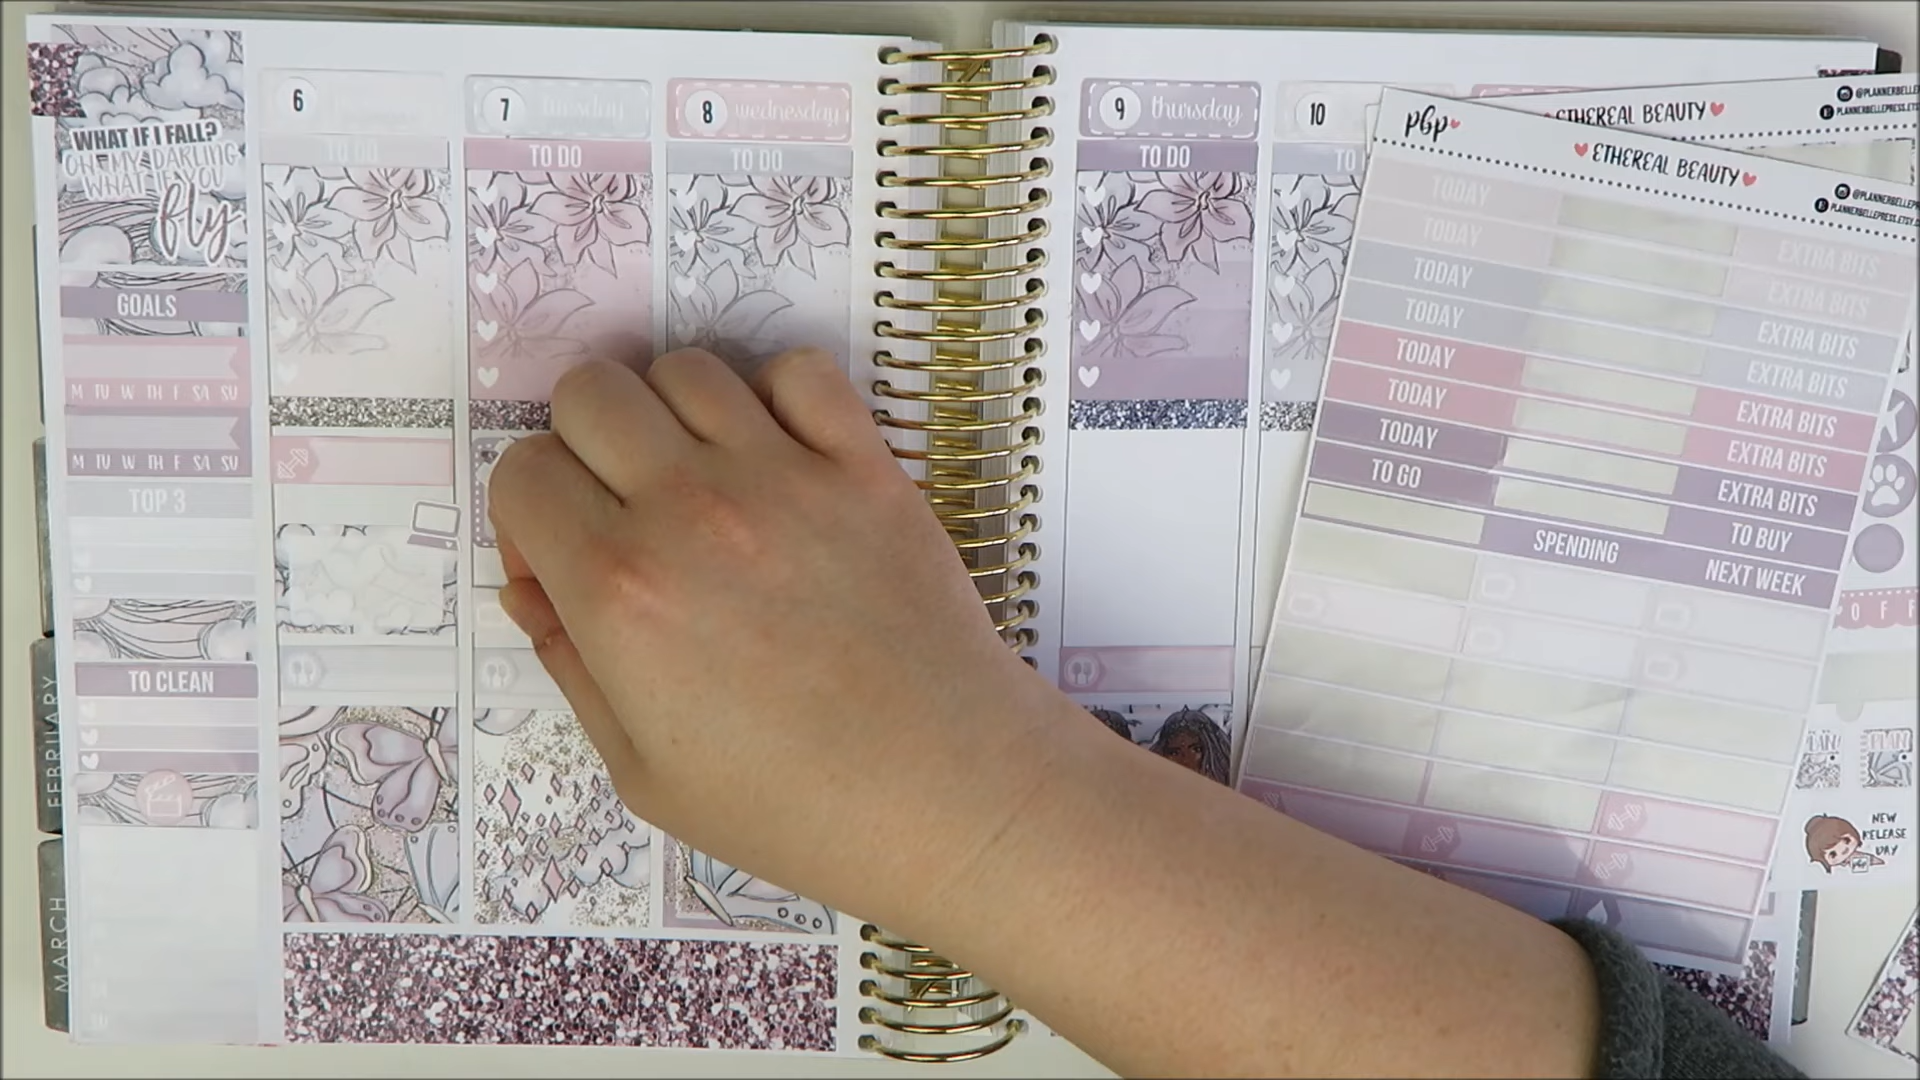 WHAT IF I FALL?
OH MY DARLING
WHAT IF YOU
fly
GOALS
M TU W TH F SA SU
M TU W TH F SA SU
TOP 3
TO CLEAN
FEBRUARY
MARCH
6
TO DO
7 tuesday
TO DO
8 wednesday
TO DO
9 thursday
TO DO
10
TO
ETHEREAL BEAUTY
pbp
ETHEREAL BEAUTY
TODAY
TODAY
TODAY
TODAY
TODAY
TODAY
TODAY
TO GO
EXTRA BITS
EXTRA BITS
EXTRA BITS
EXTRA BITS
EXTRA BITS
EXTRA BITS
EXTRA BITS
TO BUY
SPENDING
NEXT WEEK
OFF
PLAN
NEW
RELEASE
DAY
pbp